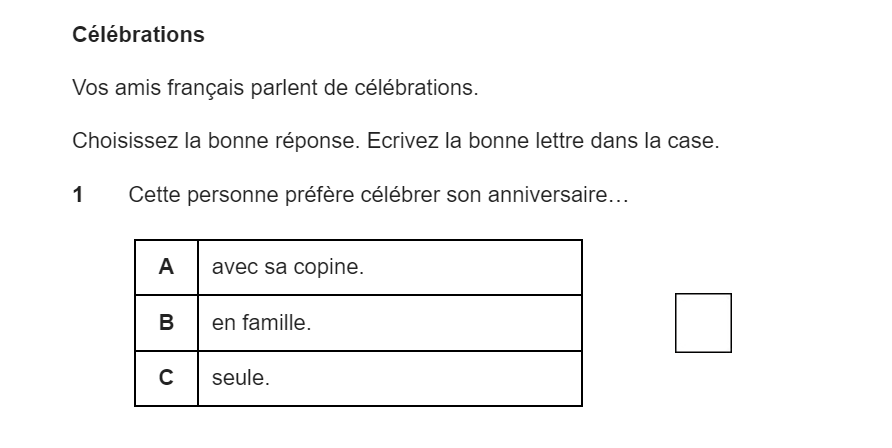 Célébrations
Vos amis français parlent de célébrations.
Choisissez la bonne réponse. Ecrivez la bonne lettre dans la case.
1 Cette personne préfère célébrer son anniversaire…
A avec sa copine.
B en famille.
C seule.